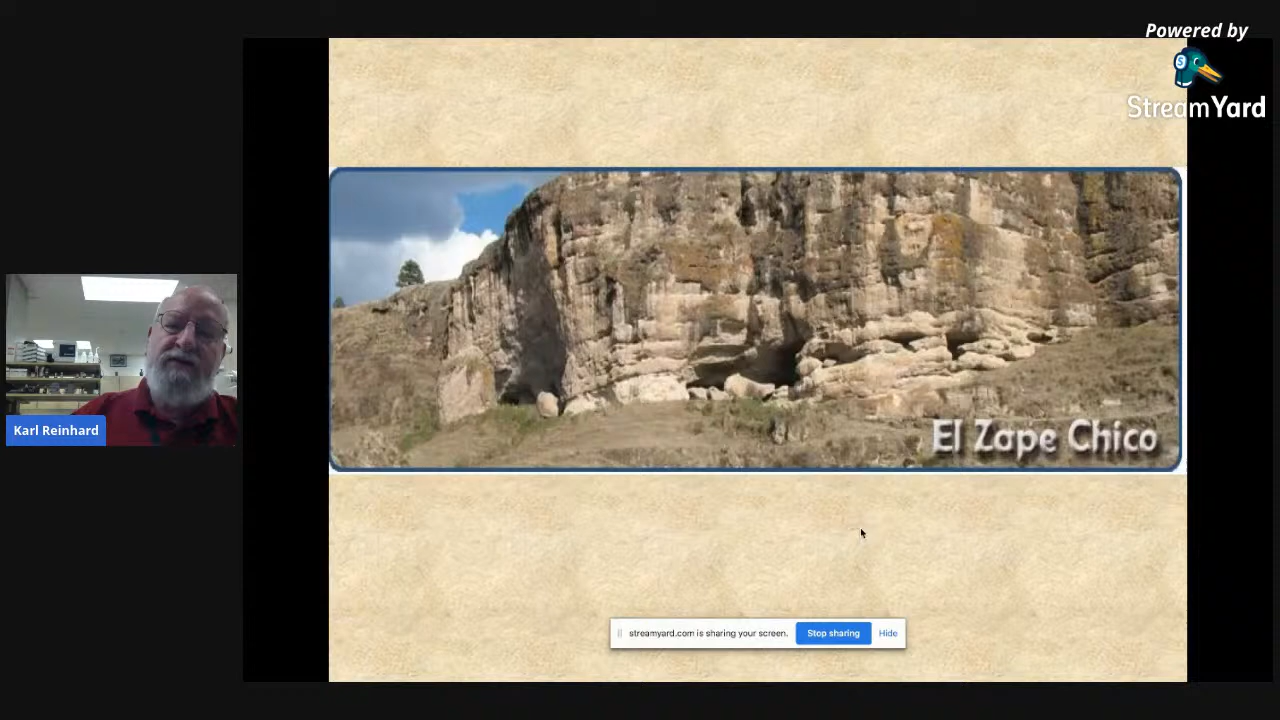 Powered by
StreamYard
El Zape Chico
Karl Reinhard
streamyard.com is sharing your screen.
Stop sharing
Hide